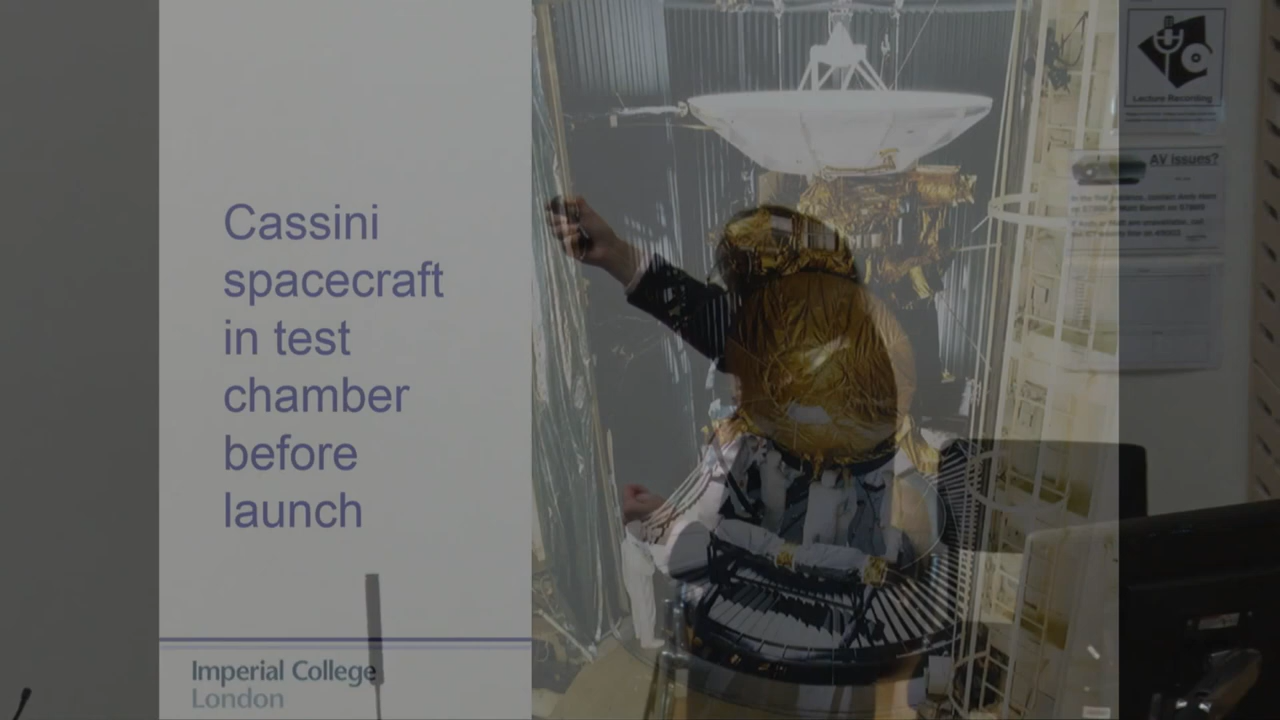 Cassini
spacecraft
in test
chamber
before
launch
Imperial College
London
Lecture Recording
AV issues?